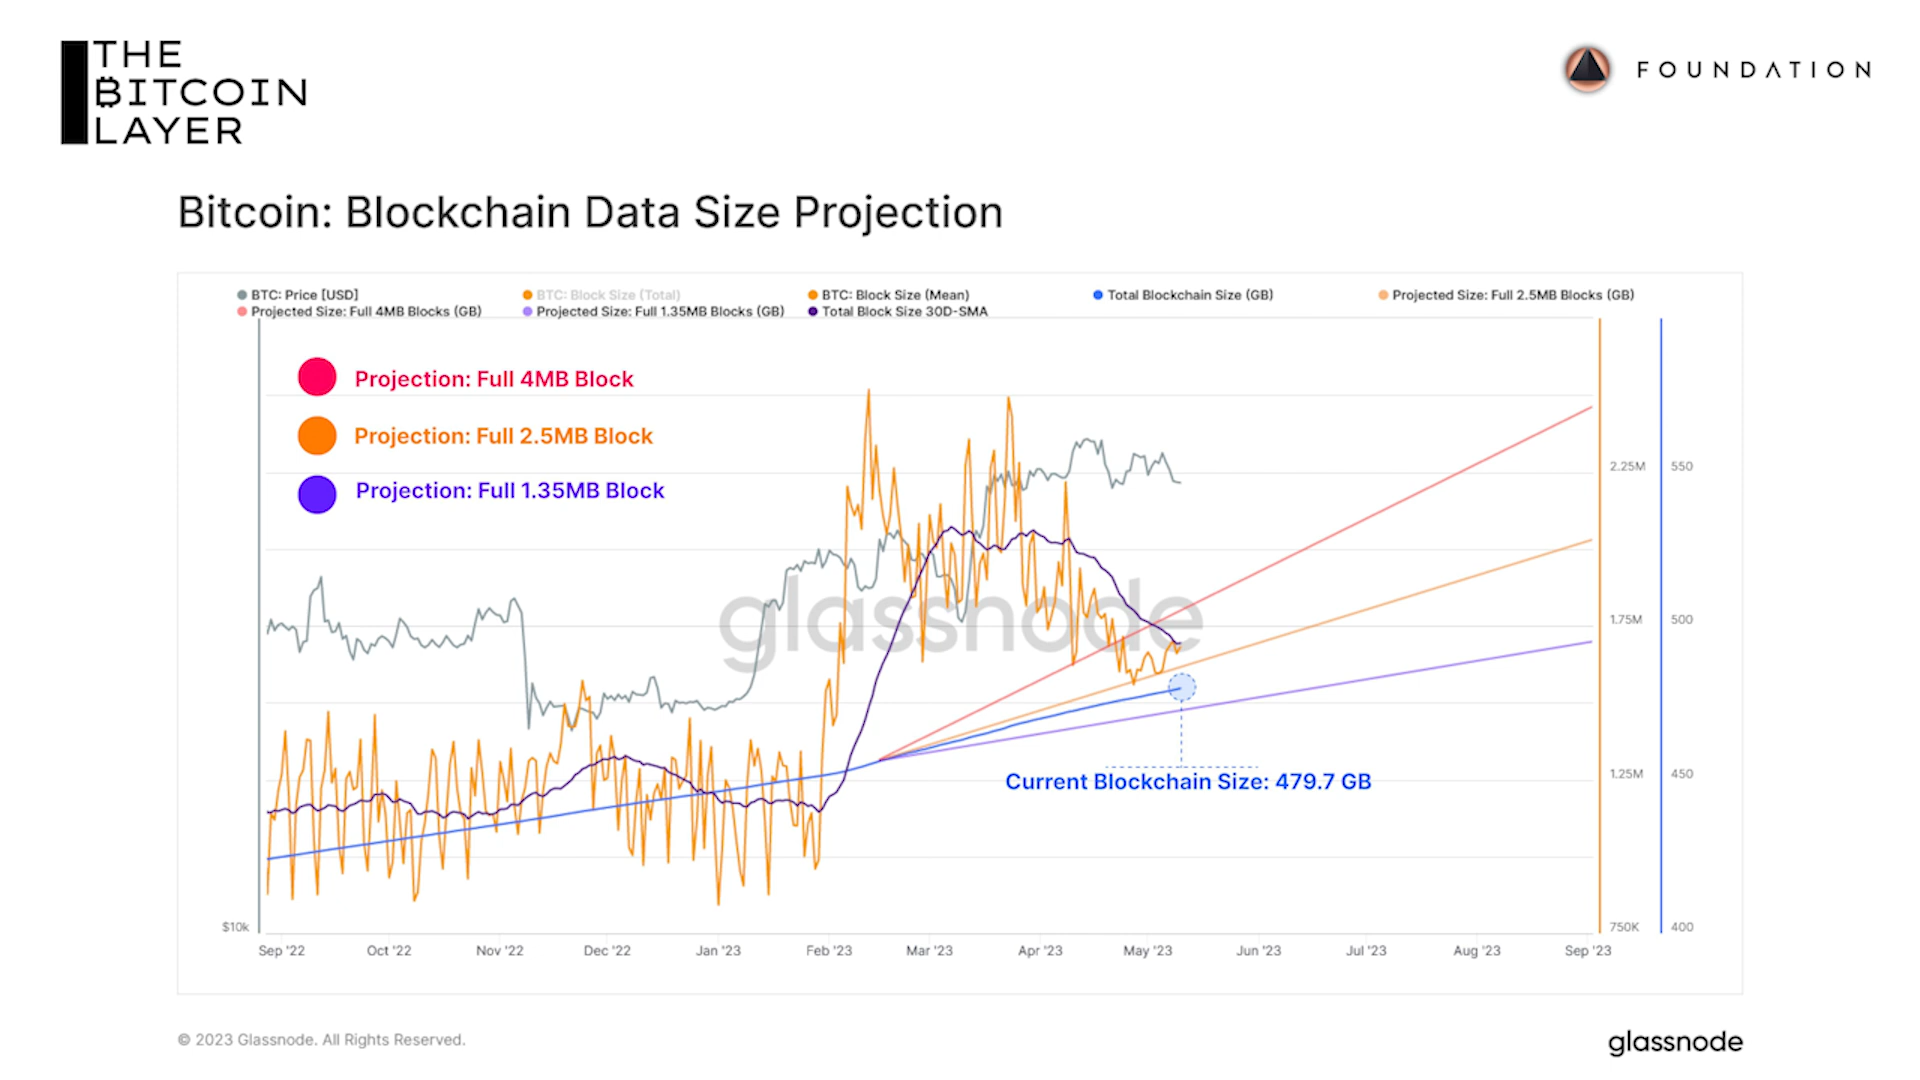 THE
BITCOIN
LAYER
FOUNDATION
Bitcoin: Blockchain Data Size Projection
BTC: Price [USD] BTC: Block Size (Total) BTC: Block Size (Mean) Total Blockchain Size (GB) Projected Size: Full 2.5MB Blocks (GB)
Projected Size: Full 4MB Blocks (GB) Projected Size: Full 1.35MB Blocks (GB) Total Block Size 30D-SMA
Projection: Full 4MB Block
Projection: Full 2.5MB Block
2.25M 550
Projection: Full 1.35MB Block
glassnode
1.75M 500
1.25M 450
Current Blockchain Size: 479.7 GB
$10k 750K 400
Sep '22 Oct '22 Nov '22 Dec '22 Jan '23 Feb '23 Mar '23 Apr '23 May '23 Jun '23 Jul '23 Aug '23 Sep '23
© 2023 Glassnode. All Rights Reserved.
glassnode